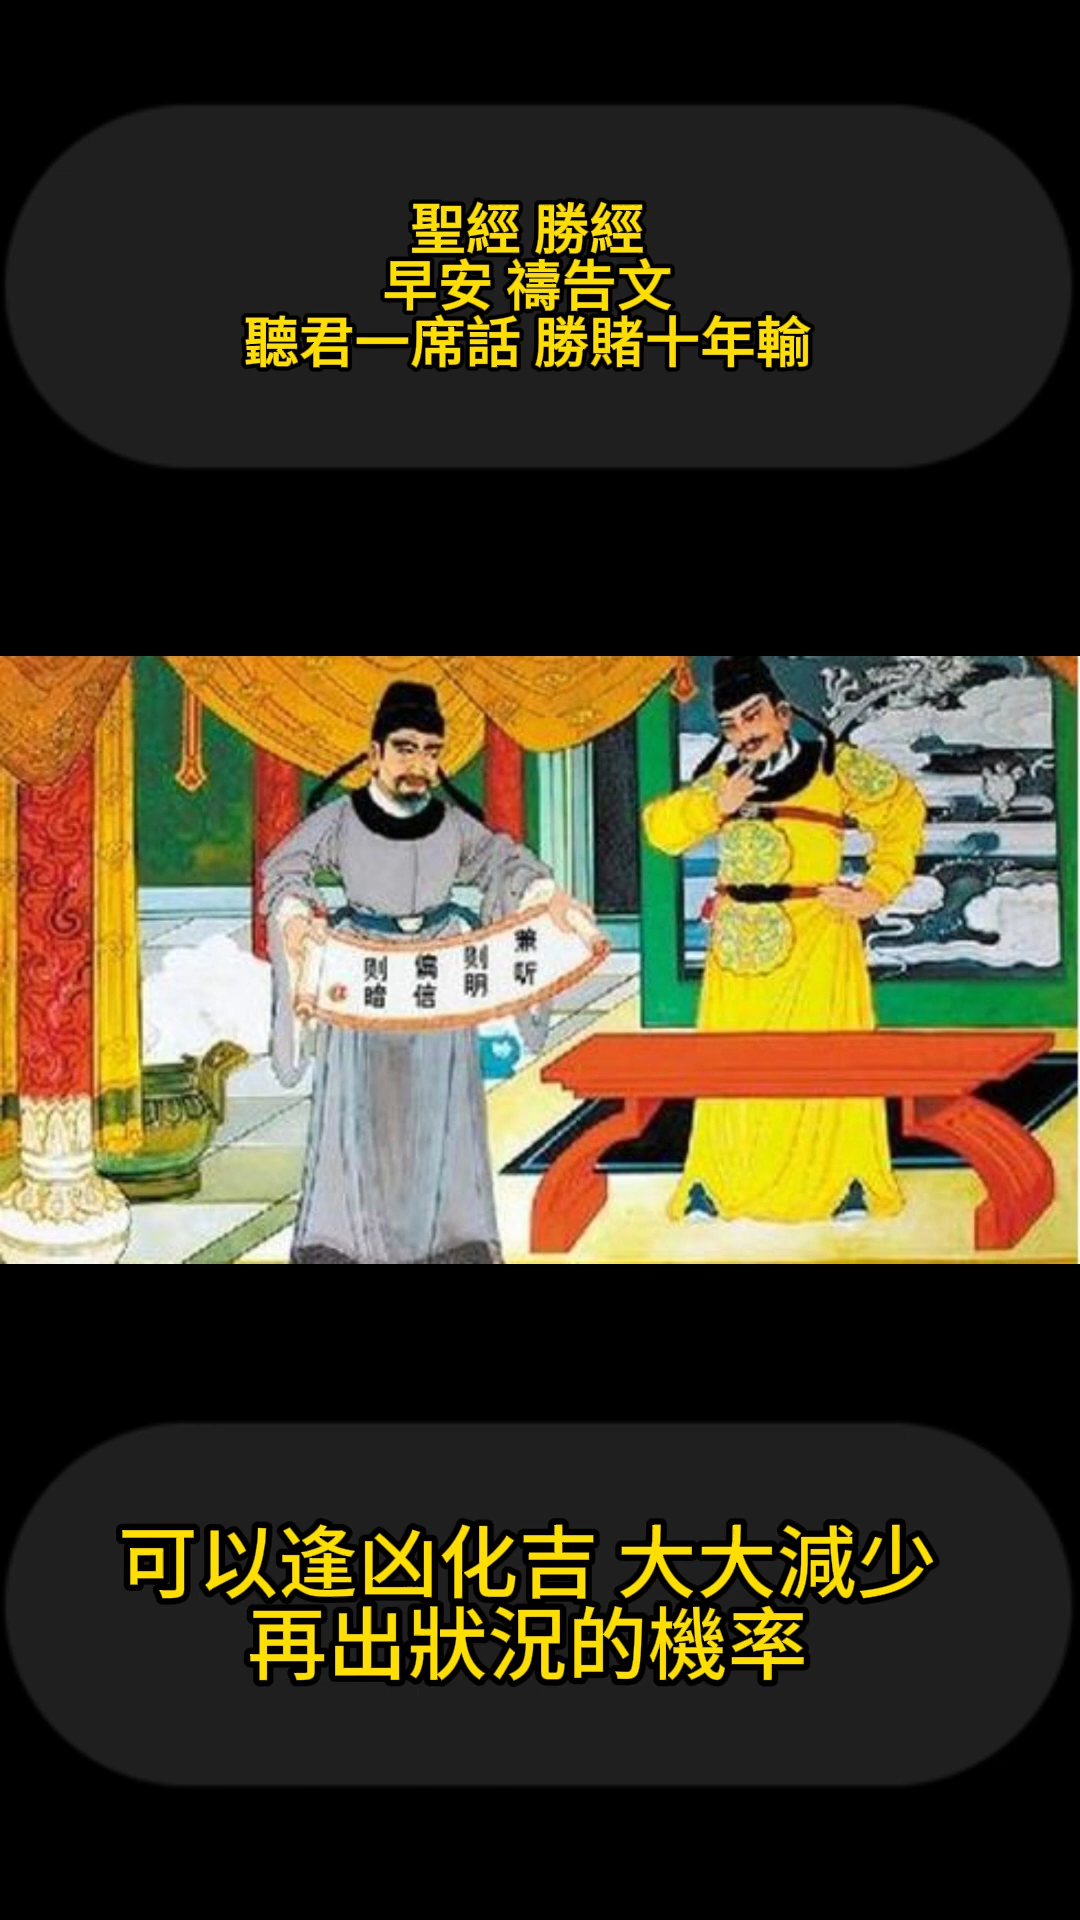 聖經 勝經
早安 禱告文
聽君一席話 勝賭十年輸
兼听
则明
偏信
则暗
可以逢凶化吉 大大減少
再出狀況的機率